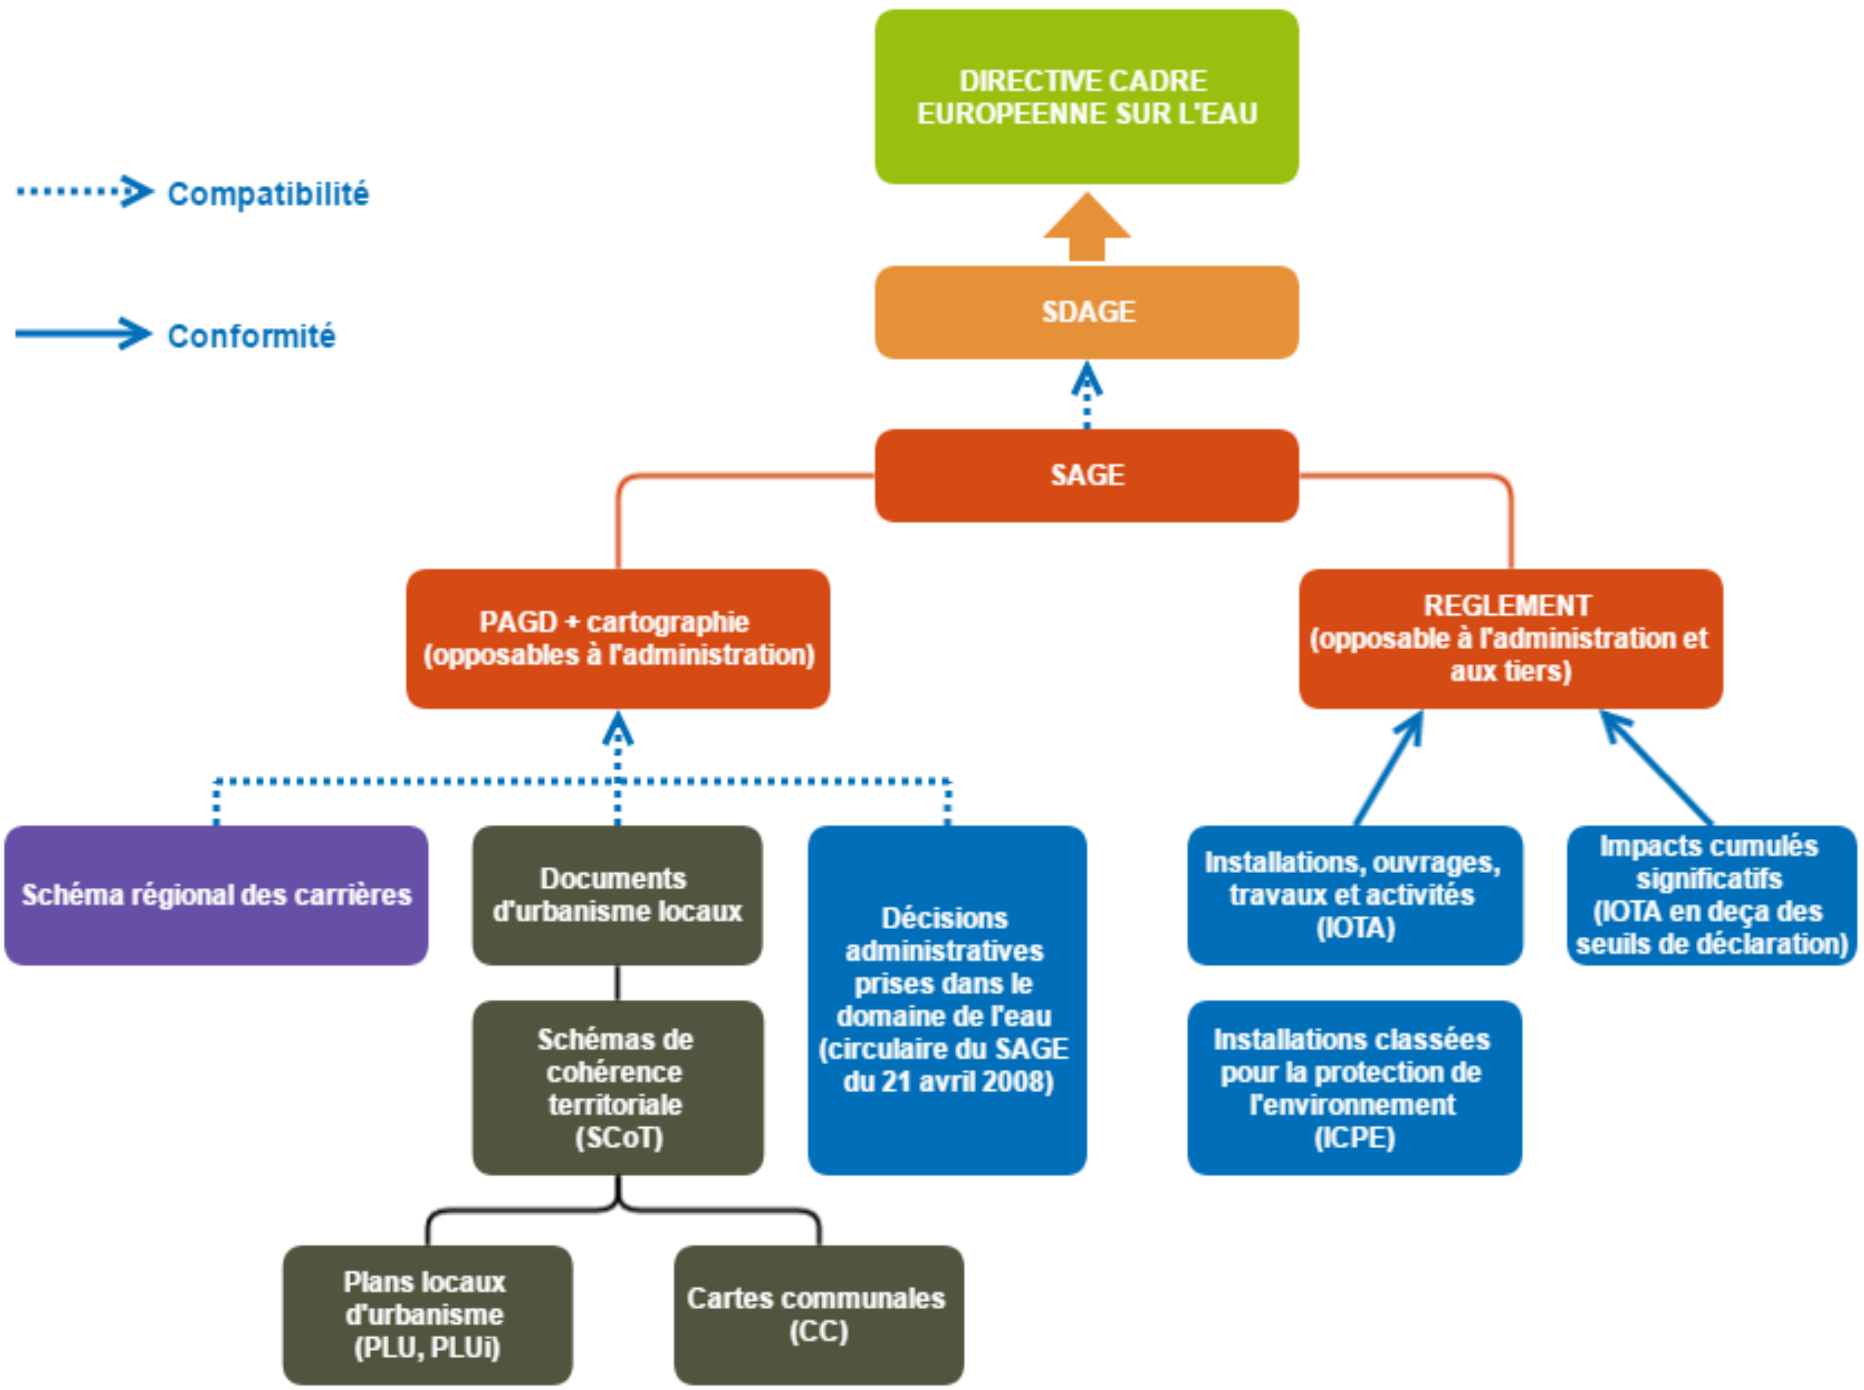 DIRECTIVE CADRE
EUROPEENNE SUR L'EAU
Compatibilité
Conformité
SDAGE
SAGE
PAGD + cartographie
(opposables à l'administration)
REGLEMENT
(opposable à l'administration et
aux tiers)
Schéma régional des carrières
Documents
d'urbanisme locaux
Décisions
administratives
prises dans le
domaine de l'eau
(circulaire du SAGE
du 21 avril 2008)
Installations, ouvrages,
travaux et activités
(IOTA)
Impacts cumulés
significatifs
(IOTA en deça des
seuils de déclaration)
Schémas de
cohérence
territoriale
(SCoT)
Installations classées
pour la protection de
l'environnement
(ICPE)
Plans locaux
d'urbanisme
(PLU, PLUi)
Cartes communales
(CC)